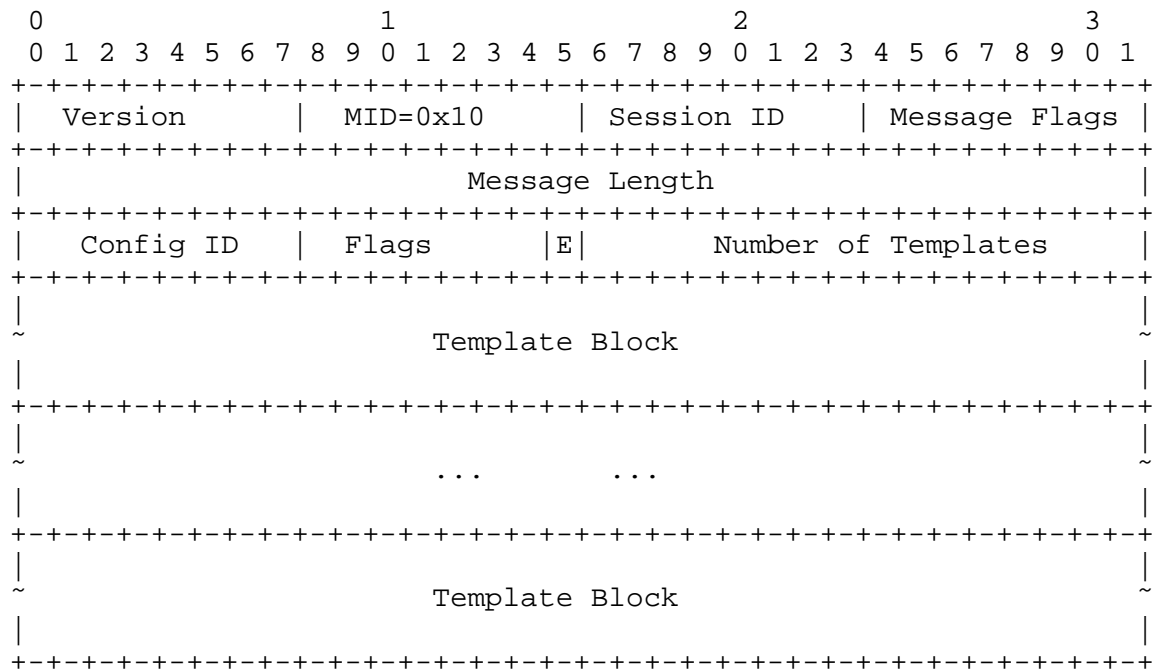 0                   1                   2                   3
 0 1 2 3 4 5 6 7 8 9 0 1 2 3 4 5 6 7 8 9 0 1 2 3 4 5 6 7 8 9 0 1
+-+-+-+-+-+-+-+-+-+-+-+-+-+-+-+-+-+-+-+-+-+-+-+-+-+-+-+-+-+-+-+-+
|  Version      |  MID=0x10     | Session ID    | Message Flags |
+-+-+-+-+-+-+-+-+-+-+-+-+-+-+-+-+-+-+-+-+-+-+-+-+-+-+-+-+-+-+-+-+
|                         Message Length                        |
+-+-+-+-+-+-+-+-+-+-+-+-+-+-+-+-+-+-+-+-+-+-+-+-+-+-+-+-+-+-+-+-+
|   Config ID   |  Flags      |E|       Number of Templates     |
+-+-+-+-+-+-+-+-+-+-+-+-+-+-+-+-+-+-+-+-+-+-+-+-+-+-+-+-+-+-+-+-+
|                                                               |
~                       Template Block                          ~
|                                                               |
+-+-+-+-+-+-+-+-+-+-+-+-+-+-+-+-+-+-+-+-+-+-+-+-+-+-+-+-+-+-+-+-+
|                                                               |
~                       ...       ...                           ~
|                                                               |
+-+-+-+-+-+-+-+-+-+-+-+-+-+-+-+-+-+-+-+-+-+-+-+-+-+-+-+-+-+-+-+-+
|                                                               |
~                       Template Block                          ~
|                                                               |
+-+-+-+-+-+-+-+-+-+-+-+-+-+-+-+-+-+-+-+-+-+-+-+-+-+-+-+-+-+-+-+-+